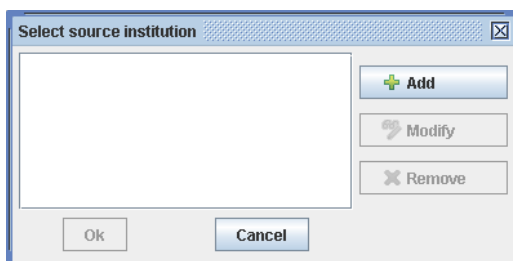 Select source institution
Add
Modify
Remove
Ok
Cancel